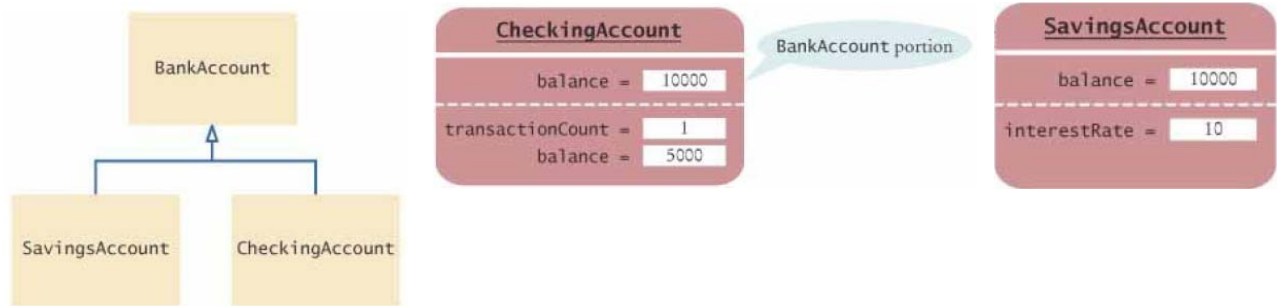 BankAccount
SavingsAccount
CheckingAccount
CheckingAccount
balance = 10000
transactionCount = 1
balance = 5000
BankAccount portion
SavingsAccount
balance = 10000
interestRate = 10